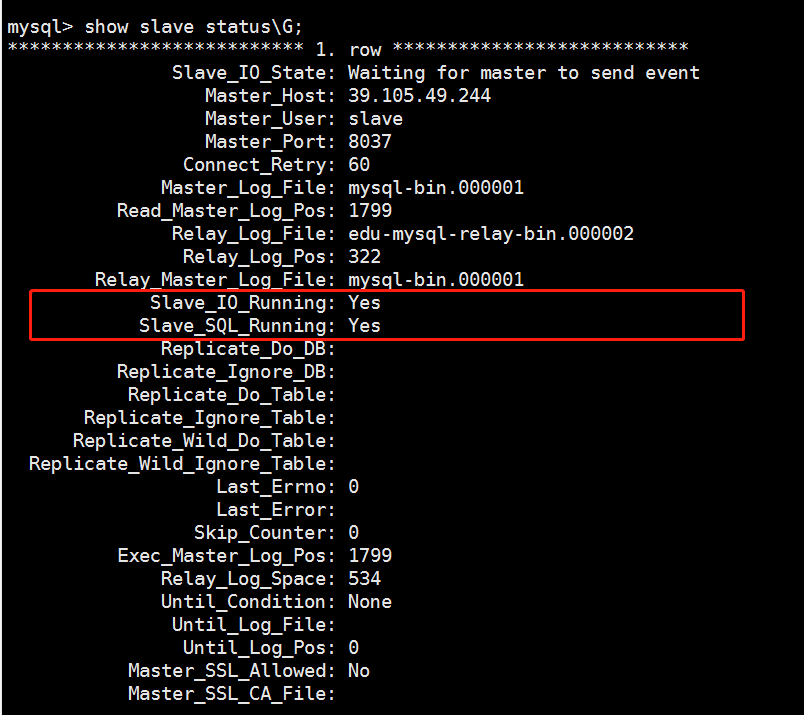 mysql> show slave status\G;
*************************** 1. row ***************************
Slave_IO_State: Waiting for master to send event
Master_Host: 39.105.49.244
Master_User: slave
Master_Port: 8037
Connect_Retry: 60
Master_Log_File: mysql-bin.000001
Read_Master_Log_Pos: 1799
Relay_Log_File: edu-mysql-relay-bin.000002
Relay_Log_Pos: 322
Relay_Master_Log_File: mysql-bin.000001
Slave_IO_Running: Yes
Slave_SQL_Running: Yes
Replicate_Do_DB:
Replicate_Ignore_DB:
Replicate_Do_Table:
Replicate_Ignore_Table:
Replicate_Wild_Do_Table:
Replicate_Wild_Ignore_Table:
Last_Errno: 0
Last_Error:
Skip_Counter: 0
Exec_Master_Log_Pos: 1799
Relay_Log_Space: 534
Until_Condition: None
Until_Log_File:
Until_Log_Pos: 0
Master_SSL_Allowed: No
Master_SSL_CA_File: